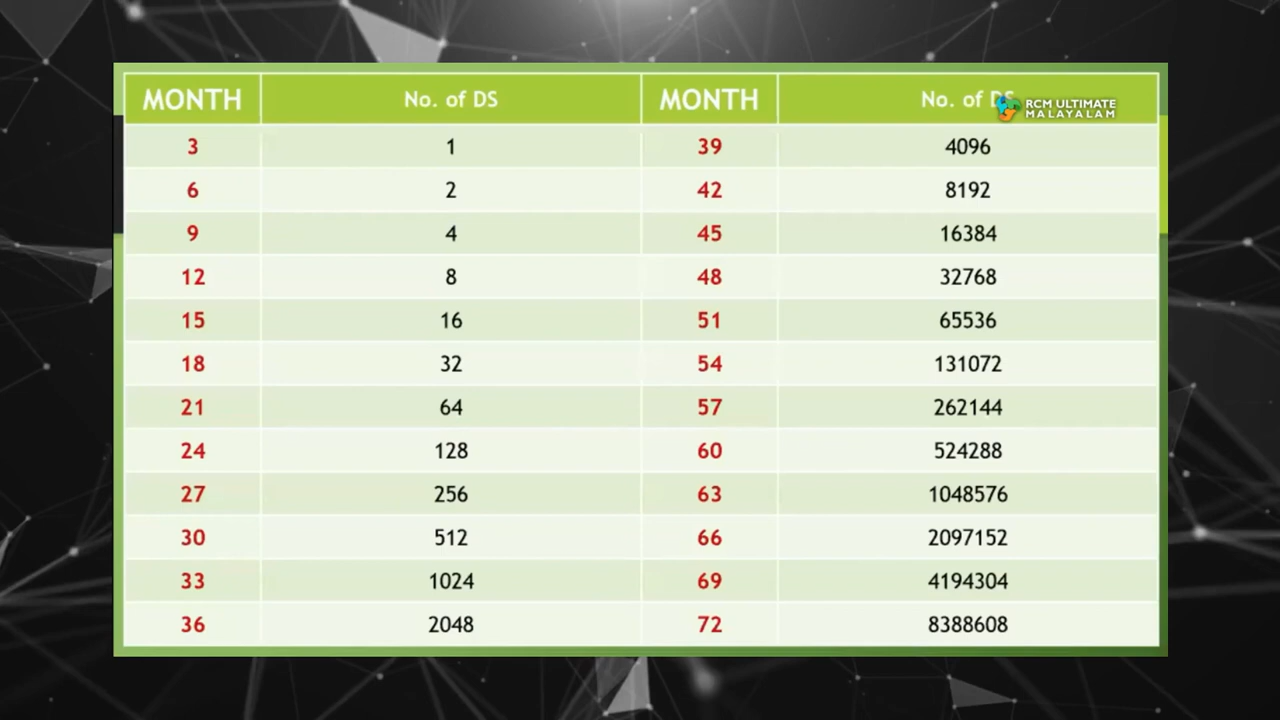 MONTH No. of DS MONTH No. of DS
RCM ULTIMATE
MALAYALAM
3 1 39 4096
6 2 42 8192
9 4 45 16384
12 8 48 32768
15 16 51 65536
18 32 54 131072
21 64 57 262144
24 128 60 524288
27 256 63 1048576
30 512 66 2097152
33 1024 69 4194304
36 2048 72 8388608